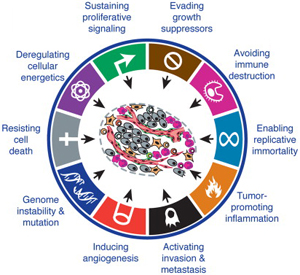 Sustaining
proliferative
signaling
Evading
growth
suppressors
Avoiding
immune
destruction
Enabling
replicative
immortality
Tumor-
promoting
inflammation
Activating
invasion &
metastasis
Inducing
angiogenesis
Genome
instability &
mutation
Resisting
cell
death
Deregulating
cellular
energetics